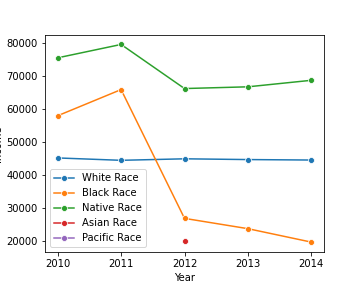 80000
70000
60000
50000
40000
30000
20000
White Race
Black Race
Native Race
Asian Race
Pacific Race
2010 2011 2012 2013 2014
Year